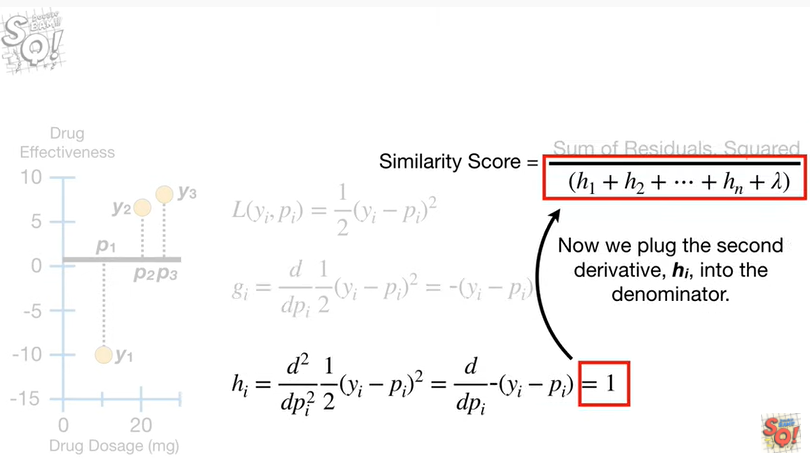 SQ!
Similarity Score = Sum of Residuals, Squared / (h₁ + h₂ + ⋯ + hₙ + λ)
Drug
Effectiveness
10
5
0
-5
-10
-15
y₂
y₃
p₁
p₂ p₃
y₁
0
20
Drug Dosage (mg)
L(yᵢ, pᵢ) = 1/2 (yᵢ − pᵢ)²
gᵢ = d/dpᵢ 1/2 (yᵢ − pᵢ)² = -(yᵢ − pᵢ)
Now we plug the second
derivative, hᵢ, into the
denominator.
hᵢ = d²/dpᵢ² 1/2 (yᵢ − pᵢ)² = d/dpᵢ -(yᵢ − pᵢ) = 1
SQ!